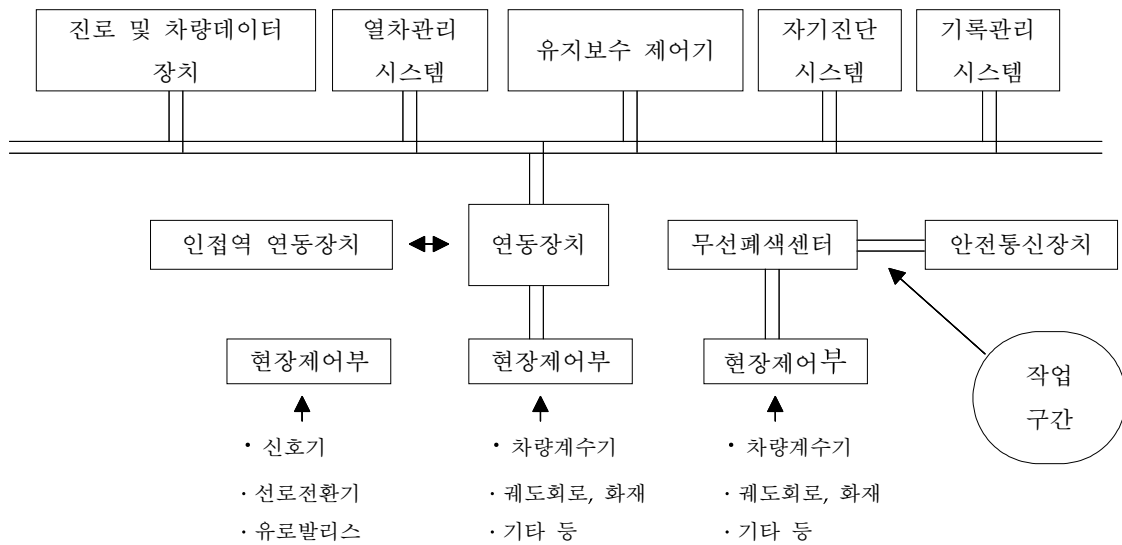 진로 및 차량데이터
장치
열차관리
시스템
유지보수 제어기
자기진단
시스템
기록관리
시스템
인접역 연동장치
연동장치
무선폐색센터
안전통신장치
현장제어부
현장제어부
현장제어부
작업
구간
· 신호기
· 선로전환기
· 유로발리스
· 차량계수기
· 궤도회로, 화재
· 기타 등
· 차량계수기
· 궤도회로, 화재
· 기타 등